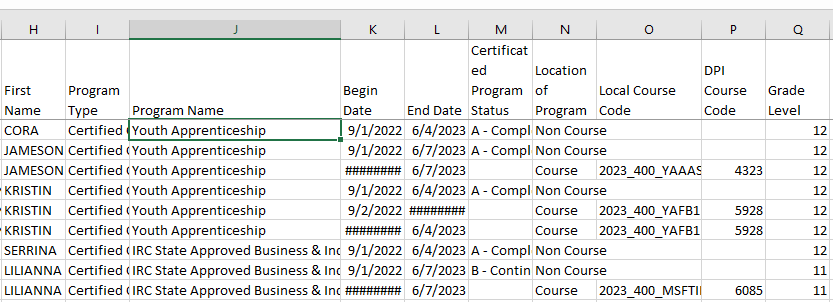 H I J K L M N O P Q
First Name Program Type Program Name Begin Date End Date Certificated Program Status Location of Program Local Course Code DPI Course Code Grade Level
CORA Certified Youth Apprenticeship 9/1/2022 6/4/2023 A - Compl Non Course 12
JAMESON Certified Youth Apprenticeship 9/1/2022 6/7/2023 A - Compl Non Course 12
JAMESON Certified Youth Apprenticeship ######## 6/7/2023 Course 2023_400_YAAAS 4323 12
KRISTIN Certified Youth Apprenticeship 9/1/2022 6/4/2023 A - Compl Non Course 12
KRISTIN Certified Youth Apprenticeship 9/2/2022 ######## Course 2023_400_YAFB1 5928 12
KRISTIN Certified Youth Apprenticeship ######## 6/4/2023 Course 2023_400_YAFB1 5928 12
SERRINA Certified IRC State Approved Business & Ind 9/1/2022 6/4/2023 A - Compl Non Course 12
LILIANNA Certified IRC State Approved Business & Ind 9/1/2022 6/7/2023 B - Contin Non Course 11
LILIANNA Certified IRC State Approved Business & Ind ######## 6/7/2023 Course 2023_400_MSFTI 6085 11